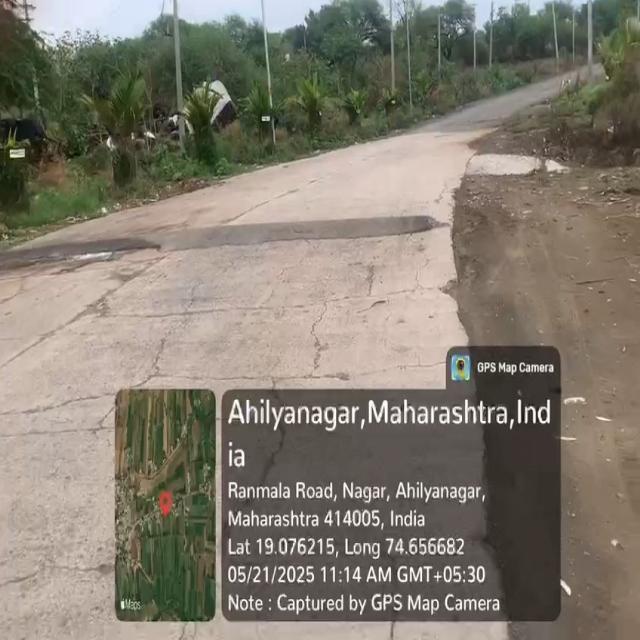 GPS Map Camera
Ahilyanagar,Maharashtra,Ind
ia
Ranmala Road, Nagar, Ahilyanagar,
Maharashtra 414005, India
Lat 19.076215, Long 74.656682
05/21/2025 11:14 AM GMT+05:30
Note : Captured by GPS Map Camera
Maps